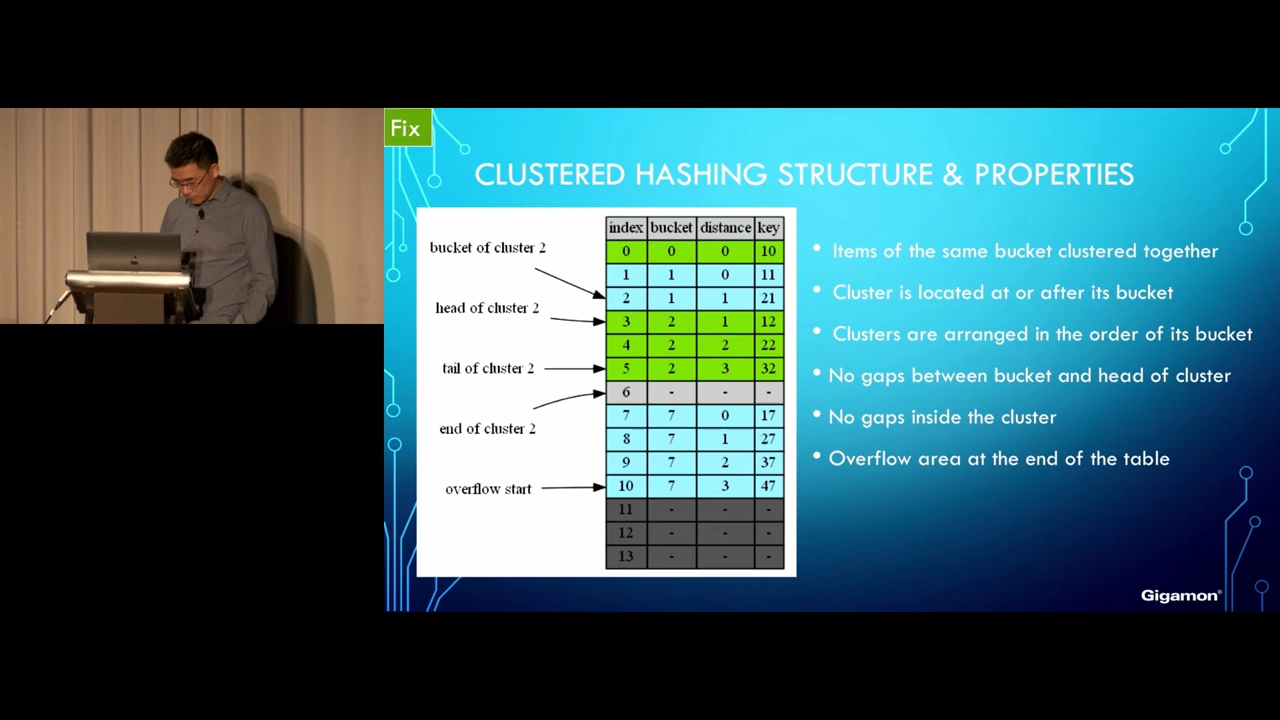 Fix
CLUSTERED HASHING STRUCTURE & PROPERTIES
bucket of cluster 2
head of cluster 2
tail of cluster 2
end of cluster 2
overflow start
index bucket distance key
0 0 0 10
1 1 0 11
2 1 1 21
3 2 1 12
4 2 2 22
5 2 3 32
6 - - -
7 7 0 17
8 7 1 27
9 7 2 37
10 7 3 47
11 - - -
12 - - -
13 - - -
• Items of the same bucket clustered together
• Cluster is located at or after its bucket
• Clusters are arranged in the order of its bucket
• No gaps between bucket and head of cluster
• No gaps inside the cluster
• Overflow area at the end of the table
Gigamon®